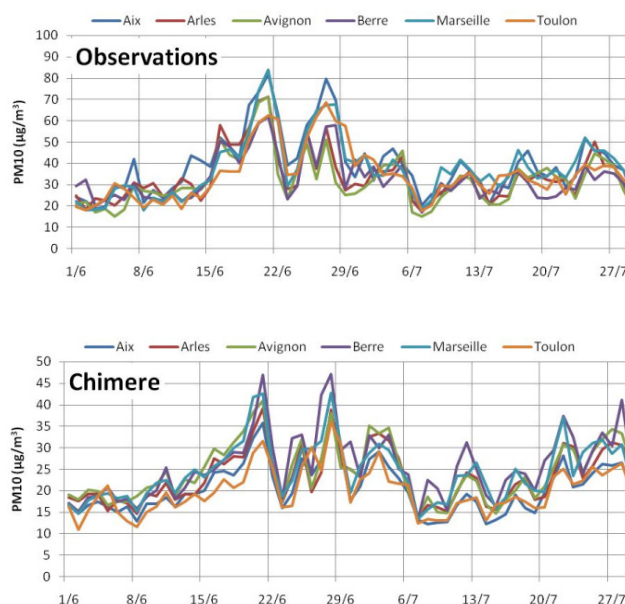 Aix Arles Avignon Berre Marseille Toulon
Observations
PM10 (µg/m³)
100
90
80
70
60
50
40
30
20
10
0
1/6 8/6 15/6 22/6 29/6 6/7 13/7 20/7 27/7
Aix Arles Avignon Berre Marseille Toulon
Chimere
PM10 (µg/m³)
50
45
40
35
30
25
20
15
10
5
0
1/6 8/6 15/6 22/6 29/6 6/7 13/7 20/7 27/7